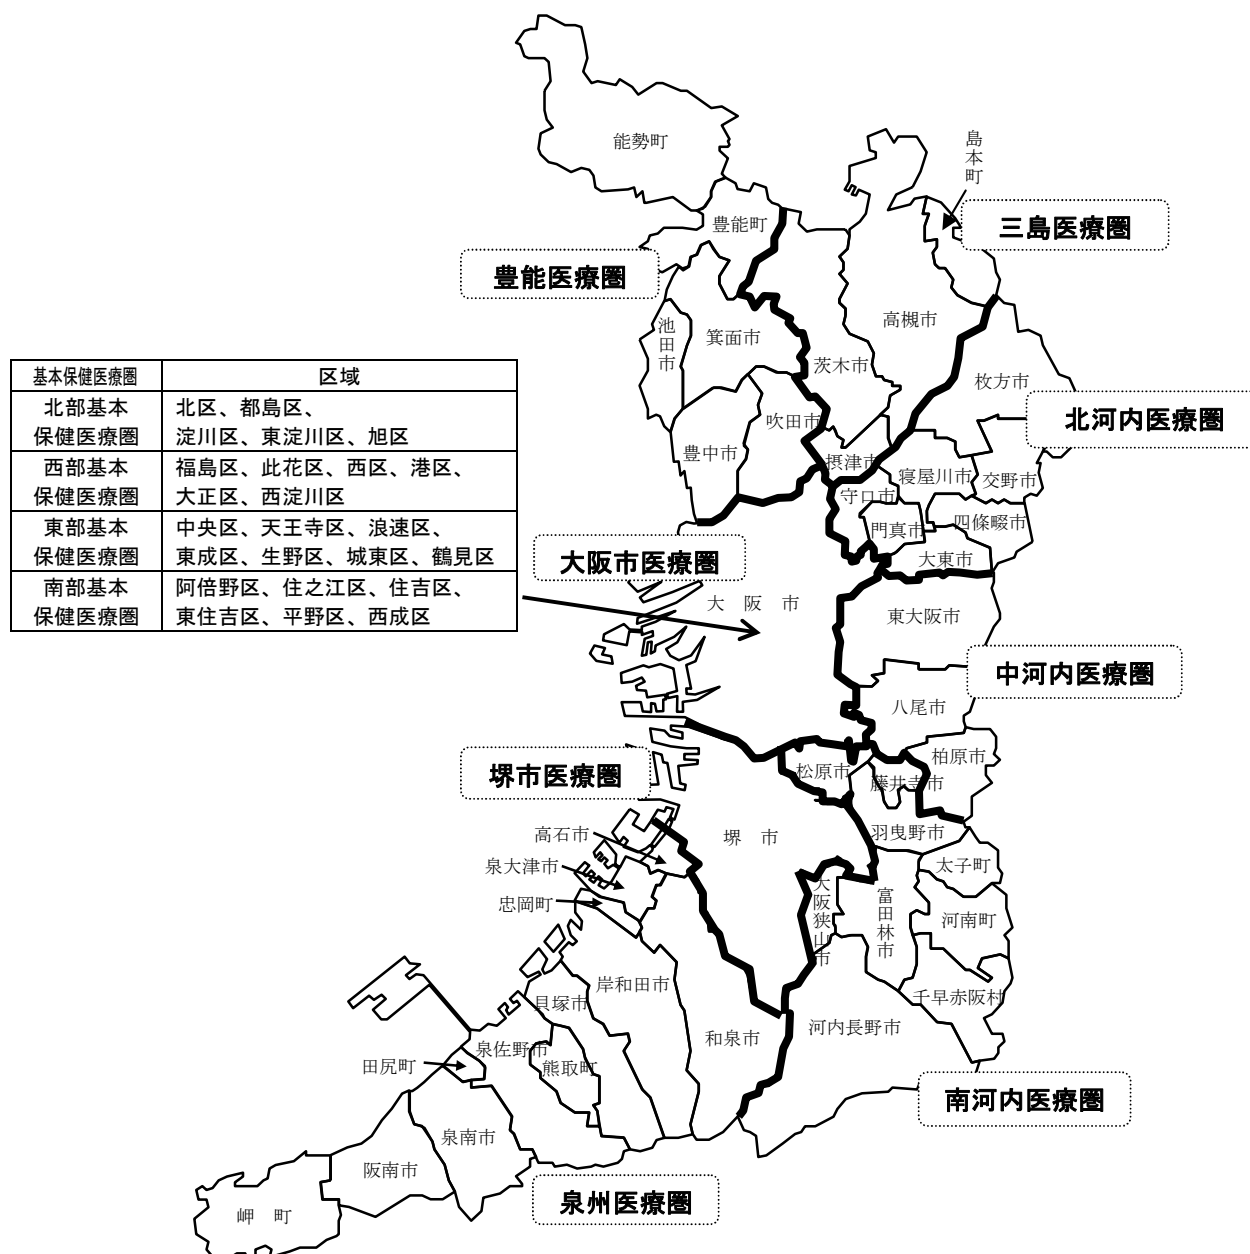 能勢町
島本町
豊能町
三島医療圏
豊能医療圏
高槻市
池田市
箕面市
茨木市
枚方市
北河内医療圏
吹田市
豊中市
摂津市
寝屋川市
交野市
守口市
門真市
四條畷市
大東市
基本保健医療圏 区域
北部基本
保健医療圏
北区、都島区、
淀川区、東淀川区、旭区
西部基本
保健医療圏
福島区、此花区、西区、港区、
大正区、西淀川区
東部基本
保健医療圏
中央区、天王寺区、浪速区、
東成区、生野区、城東区、鶴見区
南部基本
保健医療圏
阿倍野区、住之江区、住吉区、
東住吉区、平野区、西成区
大阪市医療圏
大 阪 市
東大阪市
中河内医療圏
八尾市
柏原市
堺市医療圏
松原市
藤井寺市
羽曳野市
高石市
堺 市
太子町
泉大津市
忠岡町
大阪狭山市
富田林市
河南町
岸和田市
千早赤阪村
貝塚市
河内長野市
和泉市
泉佐野市
熊取町
田尻町
南河内医療圏
泉南市
阪南市
泉州医療圏
岬 町